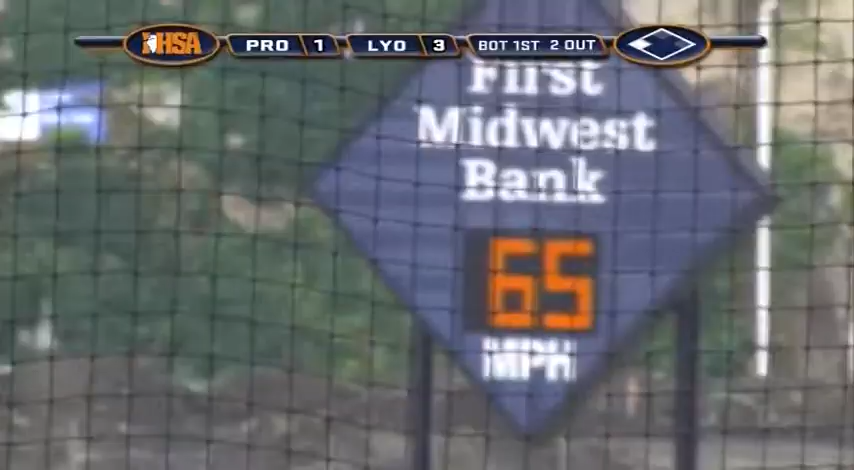 IHSA PRO 1 LYO 3 BOT 1ST 2 OUT
First
Midwest
Bank
65
MPH